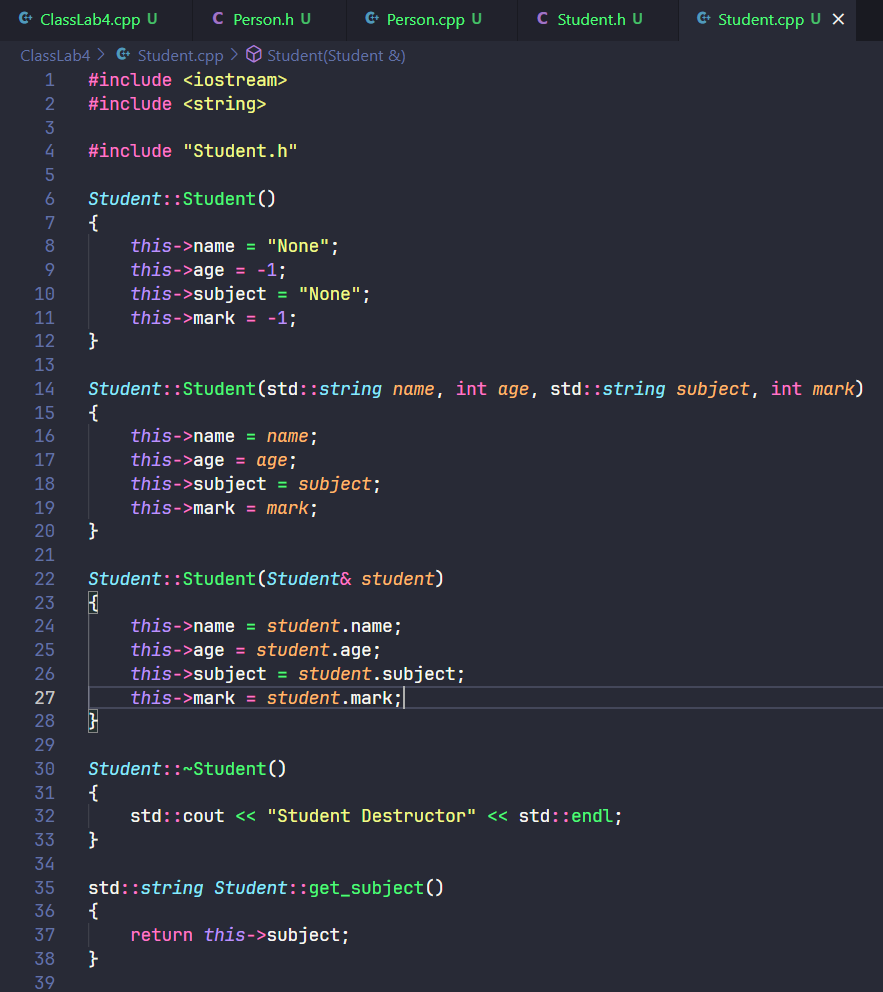 ClassLab4.cpp U Person.h U Person.cpp U Student.h U Student.cpp U
ClassLab4 > Student.cpp > Student(Student &)
1 #include <iostream>
2 #include <string>
3
4 #include "Student.h"
5
6 Student::Student()
7 {
8 this->name = "None";
9 this->age = -1;
10 this->subject = "None";
11 this->mark = -1;
12 }
13
14 Student::Student(std::string name, int age, std::string subject, int mark)
15 {
16 this->name = name;
17 this->age = age;
18 this->subject = subject;
19 this->mark = mark;
20 }
21
22 Student::Student(Student& student)
23 {
24 this->name = student.name;
25 this->age = student.age;
26 this->subject = student.subject;
27 this->mark = student.mark;
28 }
29
30 Student::~Student()
31 {
32 std::cout << "Student Destructor" << std::endl;
33 }
34
35 std::string Student::get_subject()
36 {
37 return this->subject;
38 }
39